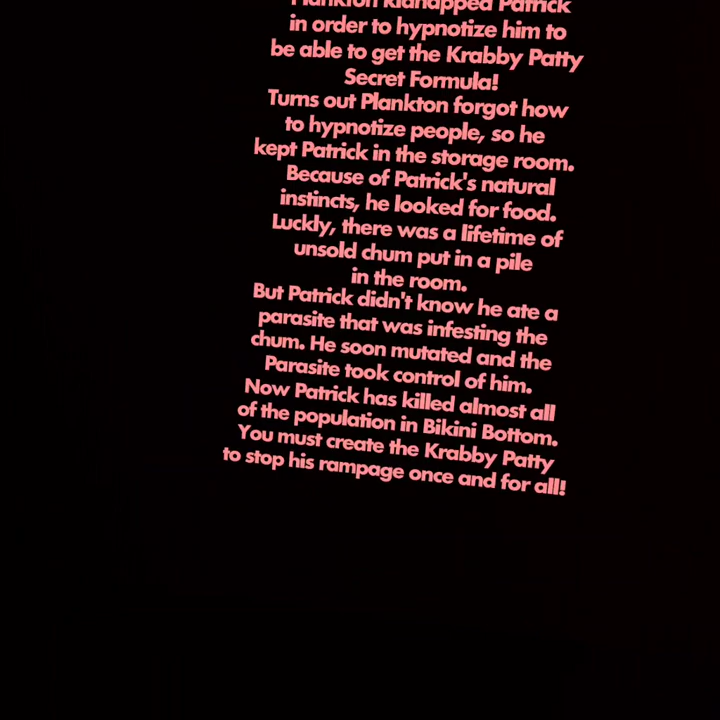 Plankton kidnapped Patrick
in order to hypnotize him to
be able to get the Krabby Patty
Secret Formula!
Turns out Plankton forgot how
to hypnotize people, so he
kept Patrick in the storage room.
Because of Patrick's natural
instincts, he looked for food.
Luckly, there was a lifetime of
unsold chum put in a pile
in the room.
But Patrick didn't know he ate a
parasite that was infesting the
chum. He soon mutated and the
Parasite took control of him.
Now Patrick has killed almost all
of the population in Bikini Bottom.
You must create the Krabby Patty
to stop his rampage once and for all!